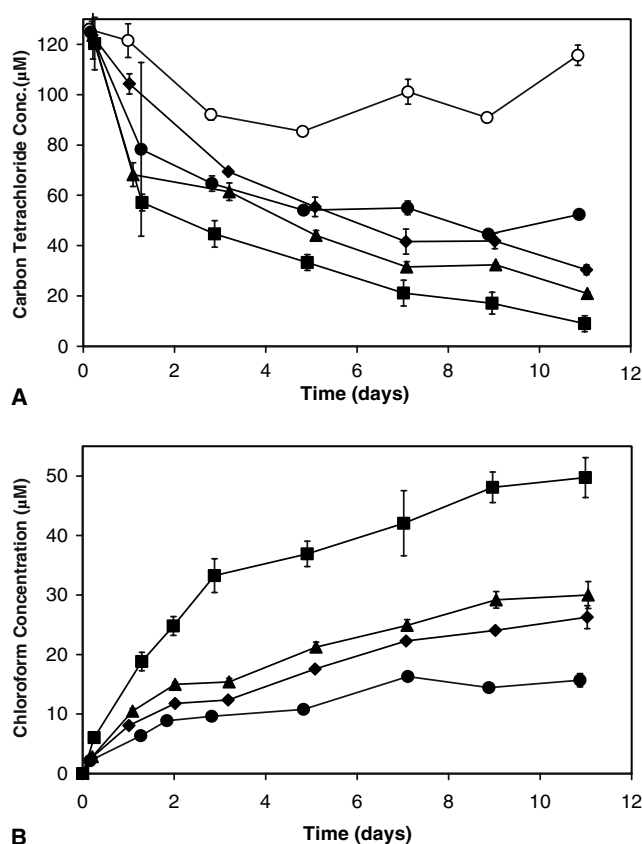 Carbon Tetrachloride Conc.(µM)
120
100
80
60
40
20
0
0 2 4 6 8 10 12
Time (days)
A
Chloroform Concentration (µM)
50
40
30
20
10
0
0 2 4 6 8 10 12
Time (days)
B